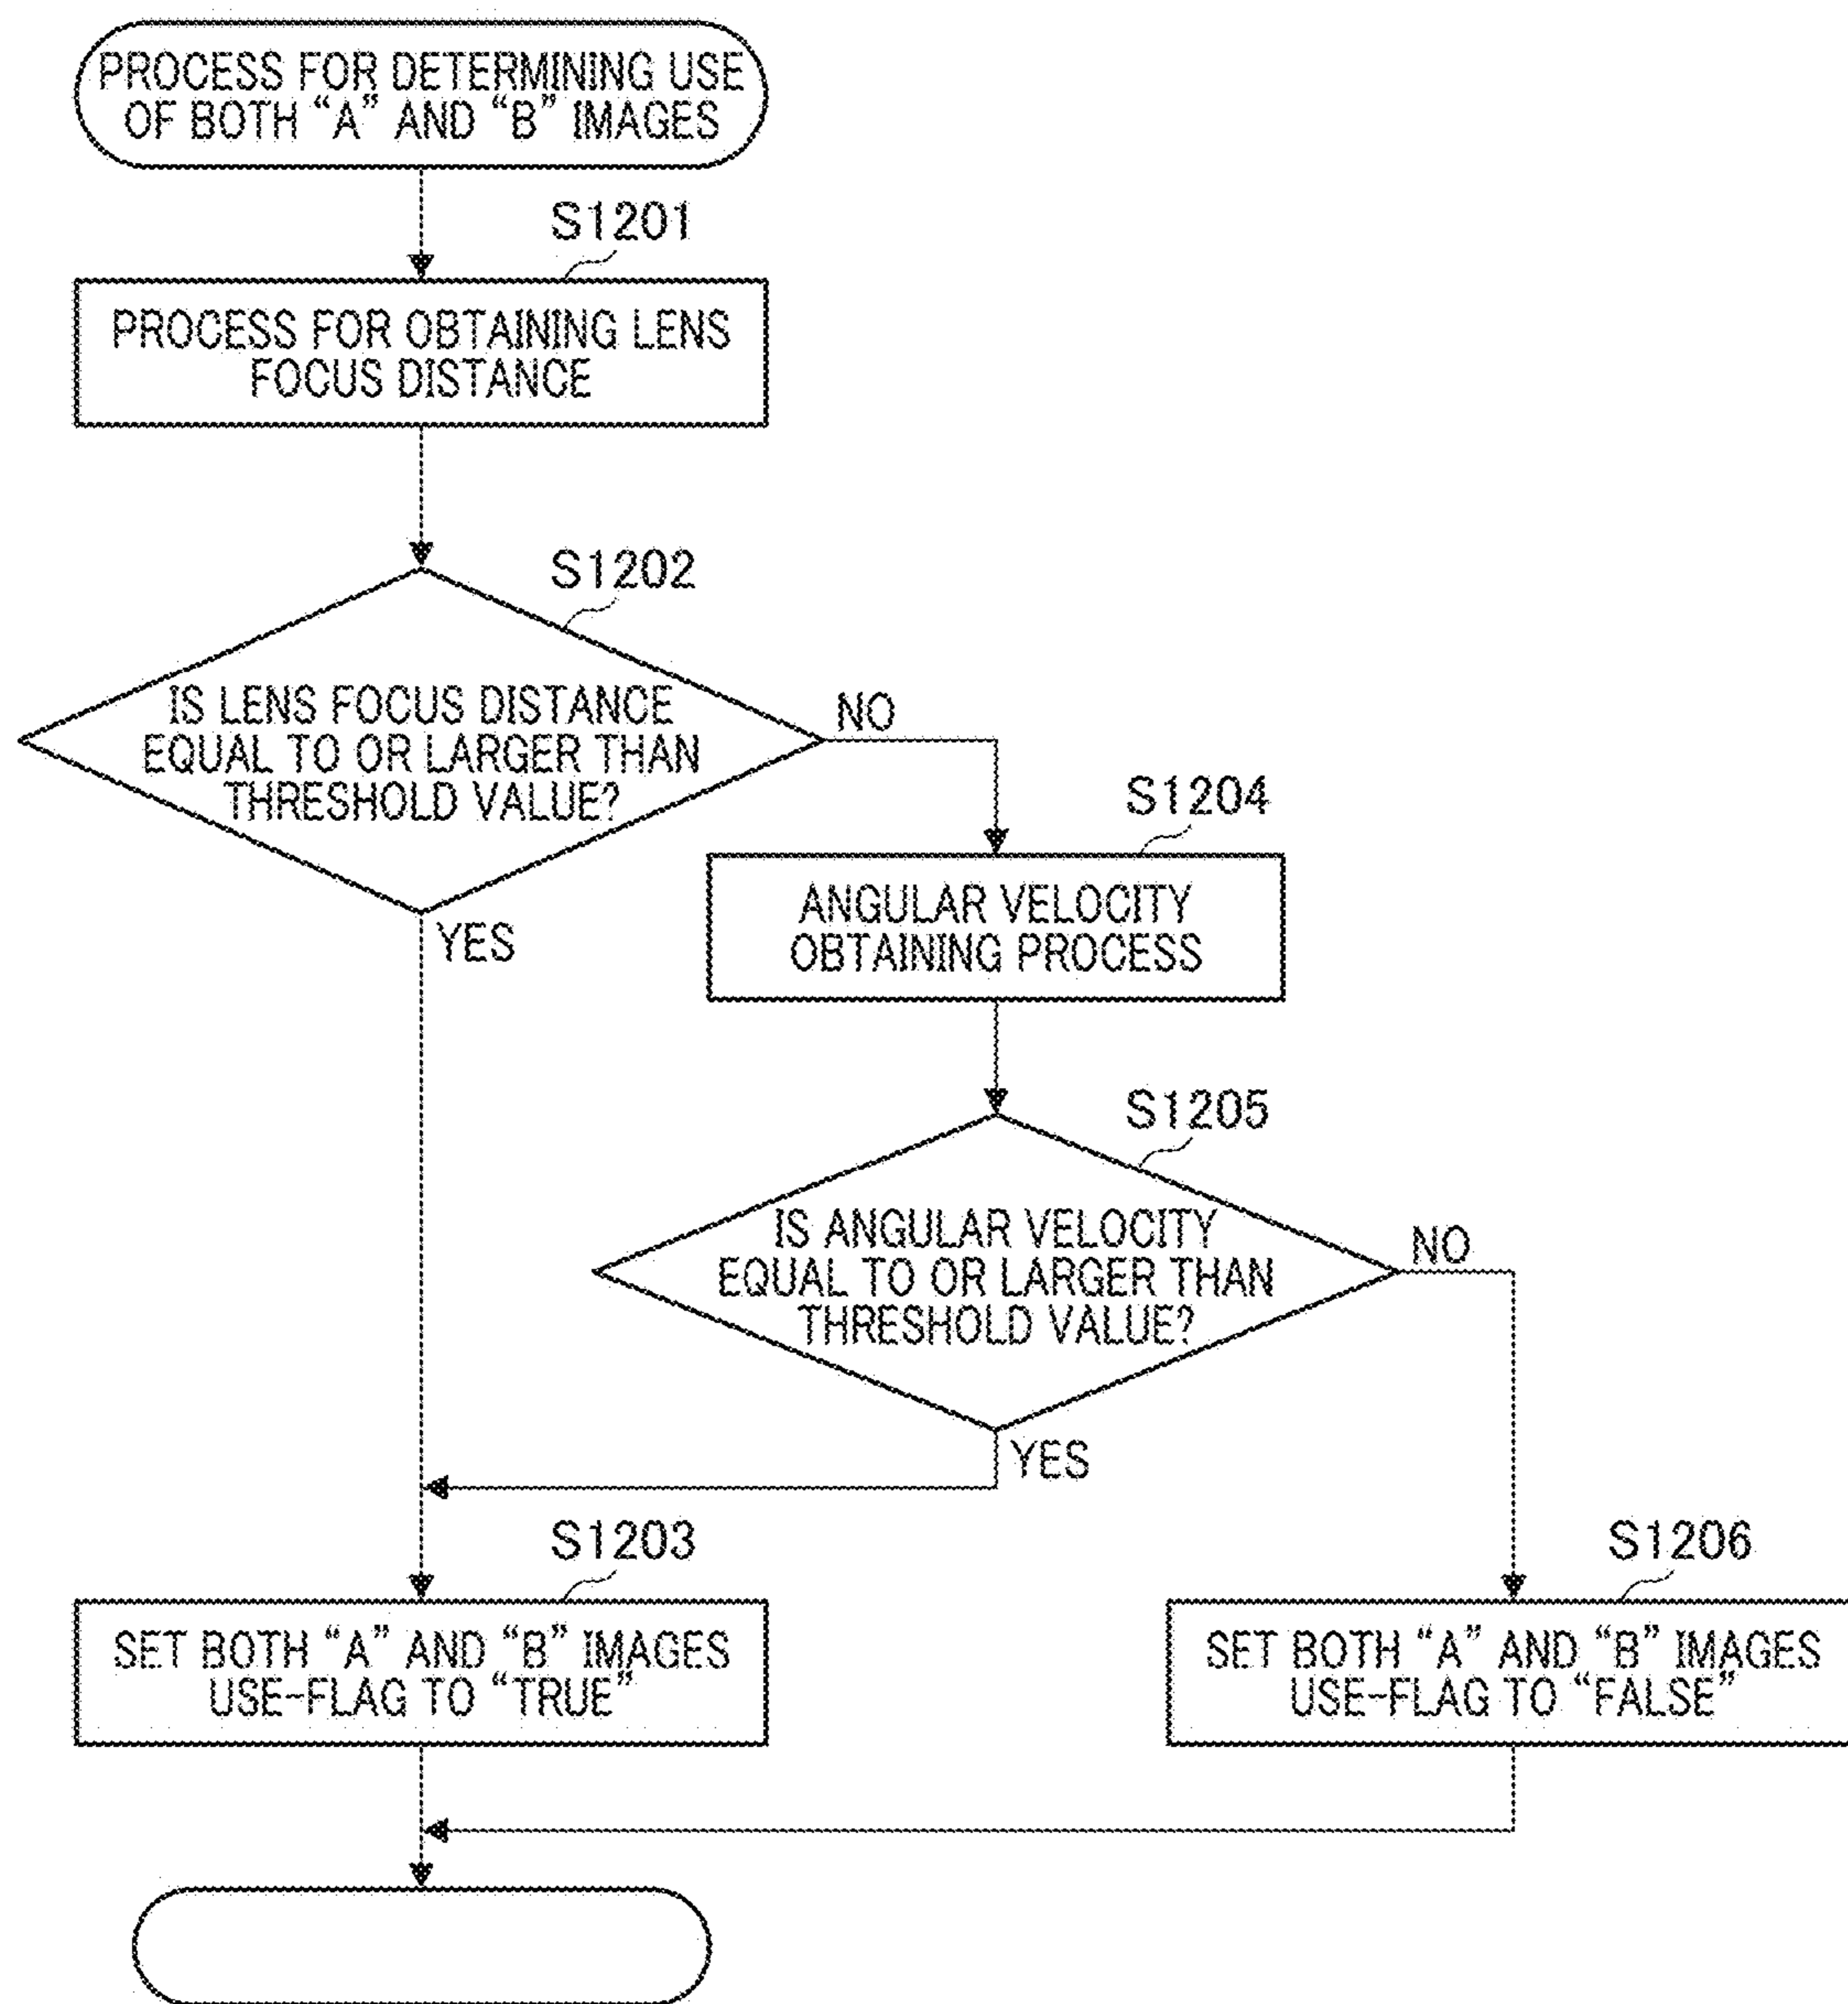 PROCESS FOR DETERMINING USE
OF BOTH “A” AND “B” IMAGES
S1201
PROCESS FOR OBTAINING LENS
FOCUS DISTANCE
S1202
IS LENS FOCUS DISTANCE
EQUAL TO OR LARGER THAN
THRESHOLD VALUE?
NO
YES
S1204
ANGULAR VELOCITY
OBTAINING PROCESS
S1205
IS ANGULAR VELOCITY
EQUAL TO OR LARGER THAN
THRESHOLD VALUE?
NO
YES
S1203
SET BOTH “A” AND “B” IMAGES
USE-FLAG TO “TRUE”
S1206
SET BOTH “A” AND “B” IMAGES
USE-FLAG TO “FALSE”